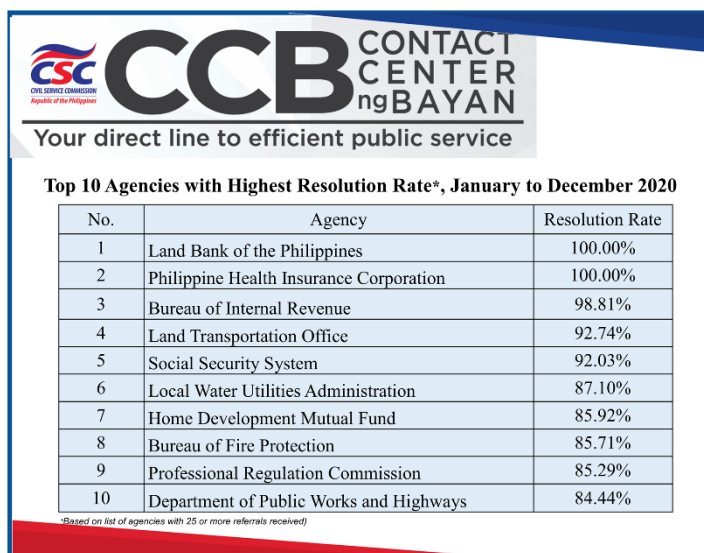 CSC
CIVIL SERVICE COMMISSION
Republic of the Philippines
CCB
CONTACT
CENTER
ngBAYAN
Your direct line to efficient public service
Top 10 Agencies with Highest Resolution Rate*, January to December 2020
No. Agency Resolution Rate
1 Land Bank of the Philippines 100.00%
2 Philippine Health Insurance Corporation 100.00%
3 Bureau of Internal Revenue 98.81%
4 Land Transportation Office 92.74%
5 Social Security System 92.03%
6 Local Water Utilities Administration 87.10%
7 Home Development Mutual Fund 85.92%
8 Bureau of Fire Protection 85.71%
9 Professional Regulation Commission 85.29%
10 Department of Public Works and Highways 84.44%
*Based on list of agencies with 25 or more referrals received)